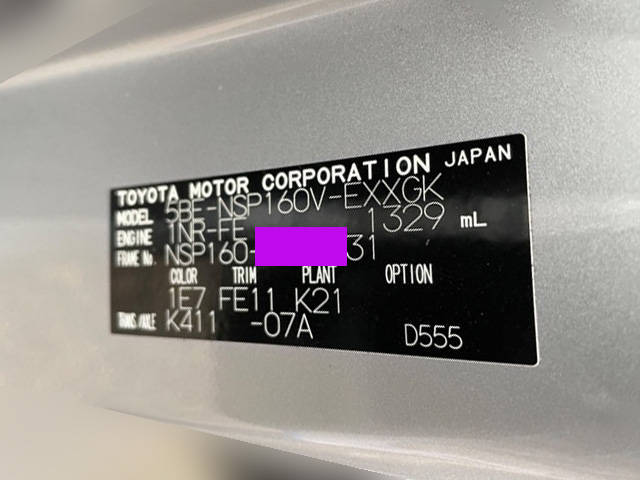 TOYOTA MOTOR CORPORATION JAPAN
MODEL 5BE-NSP160V-EXXGK
ENGINE 1NR-FE 1329 mL
FRAME No. NSP160- 31
COLOR TRIM PLANT OPTION
1E7 FE11 K21
TRANS/AXLE K411 -07A D555